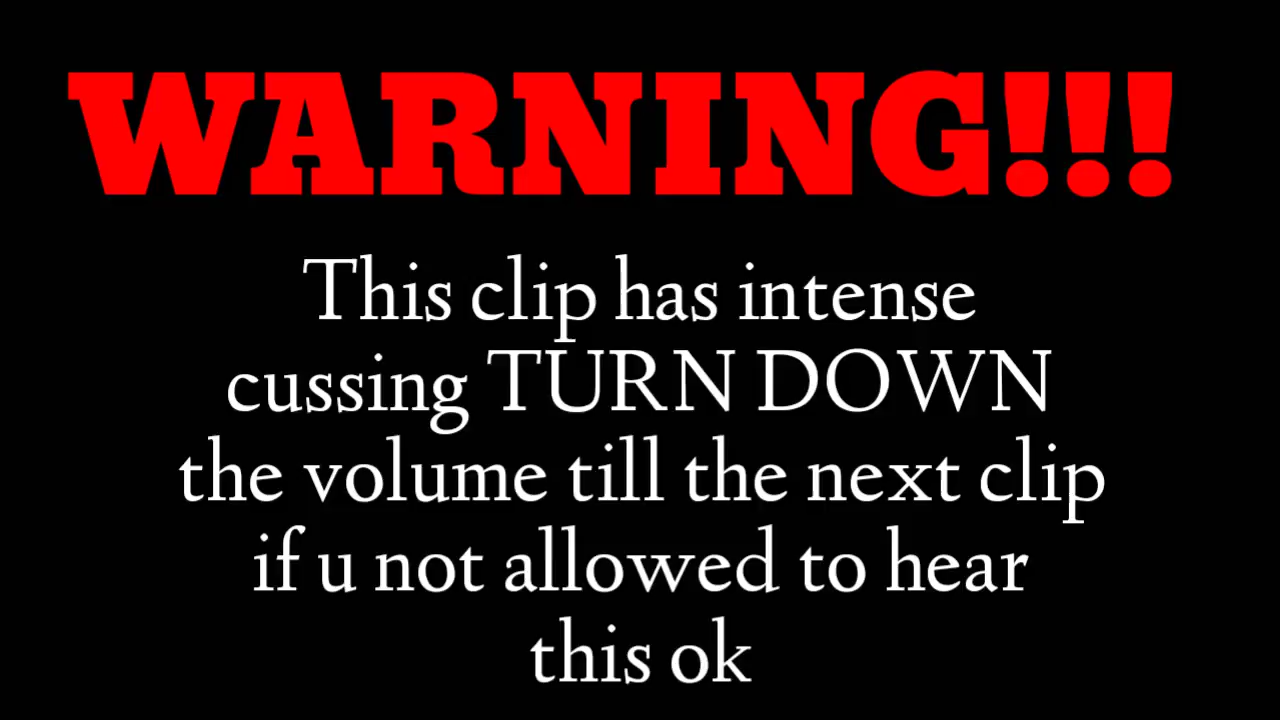 WARNING!!!
This clip has intense
cussing TURN DOWN
the volume till the next clip
if u not allowed to hear
this ok